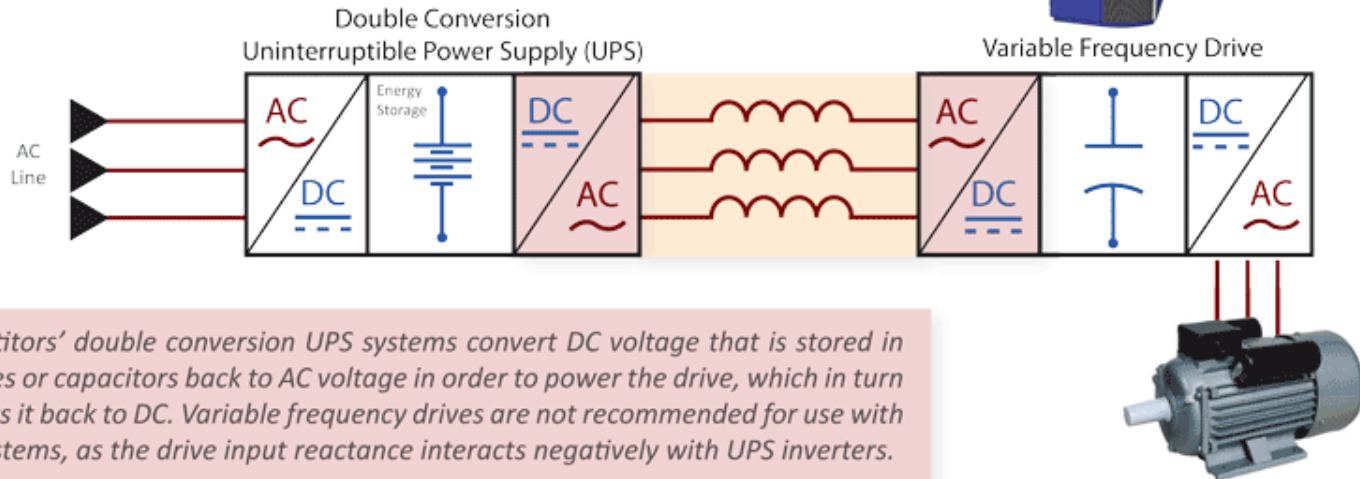 Double Conversion
Uninterruptible Power Supply (UPS)
Variable Frequency Drive
AC
Line
AC
DC
Energy
Storage
DC
AC
AC
DC
DC
AC
titors’ double conversion UPS systems convert DC voltage that is stored in
es or capacitors back to AC voltage in order to power the drive, which in turn
s it back to DC. Variable frequency drives are not recommended for use with
stems, as the drive input reactance interacts negatively with UPS inverters.